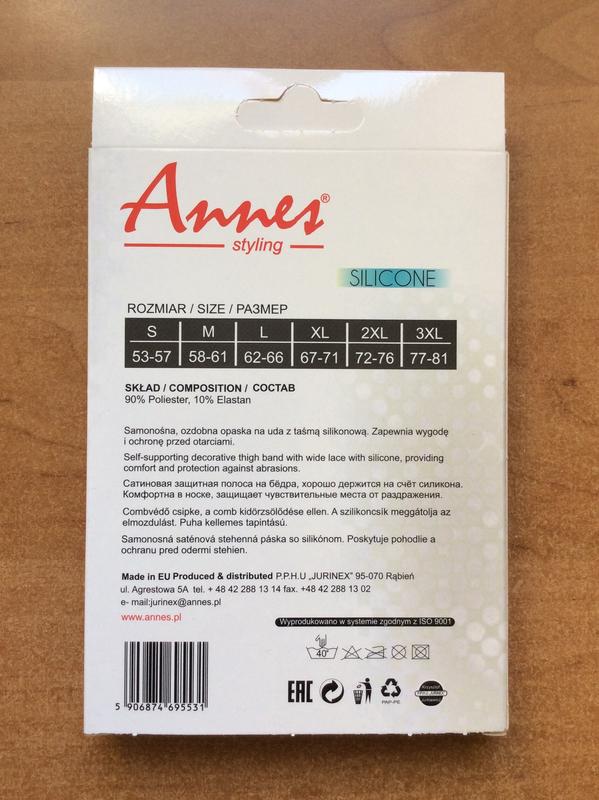 Annes®
styling
SILICONE
ROZMIAR / SIZE / РАЗМЕР
S M L XL 2XL 3XL
53-57 58-61 62-66 67-71 72-76 77-81
SKŁAD / COMPOSITION / СОСТАВ
90% Poliester, 10% Elastan
Samonośna, ozdobna opaska na uda z taśmą silikonową. Zapewnia wygodę
i ochronę przed otarciami.
Self-supporting decorative thigh band with wide lace with silicone, providing
comfort and protection against abrasions.
Сатиновая защитная полоса на бёдра, хорошо держится на счёт силикона.
Комфортна в носке, защищает чувствительные места от раздражения.
Combvédő csipke, a comb kidörzsölődése ellen. A szilikoncsík meggátolja az
elmozdulást. Puha kellemes tapintású.
Samonosná saténová stehenná páska so silikónom. Poskytuje pohodlie a
ochranu pred odermi stehien.
Made in EU Produced & distributed P.P.H.U „JURINEX" 95-070 Rąbień
ul. Agrestowa 5A tel. + 48 42 288 13 14 fax. +48 42 288 13 02
e- mail:jurinex@annes.pl
www.annes.pl
Wyprodukowano w systemie zgodnym z ISO 9001
40°
EAC
PAP-PE
Krzysztof
5 906874 695531